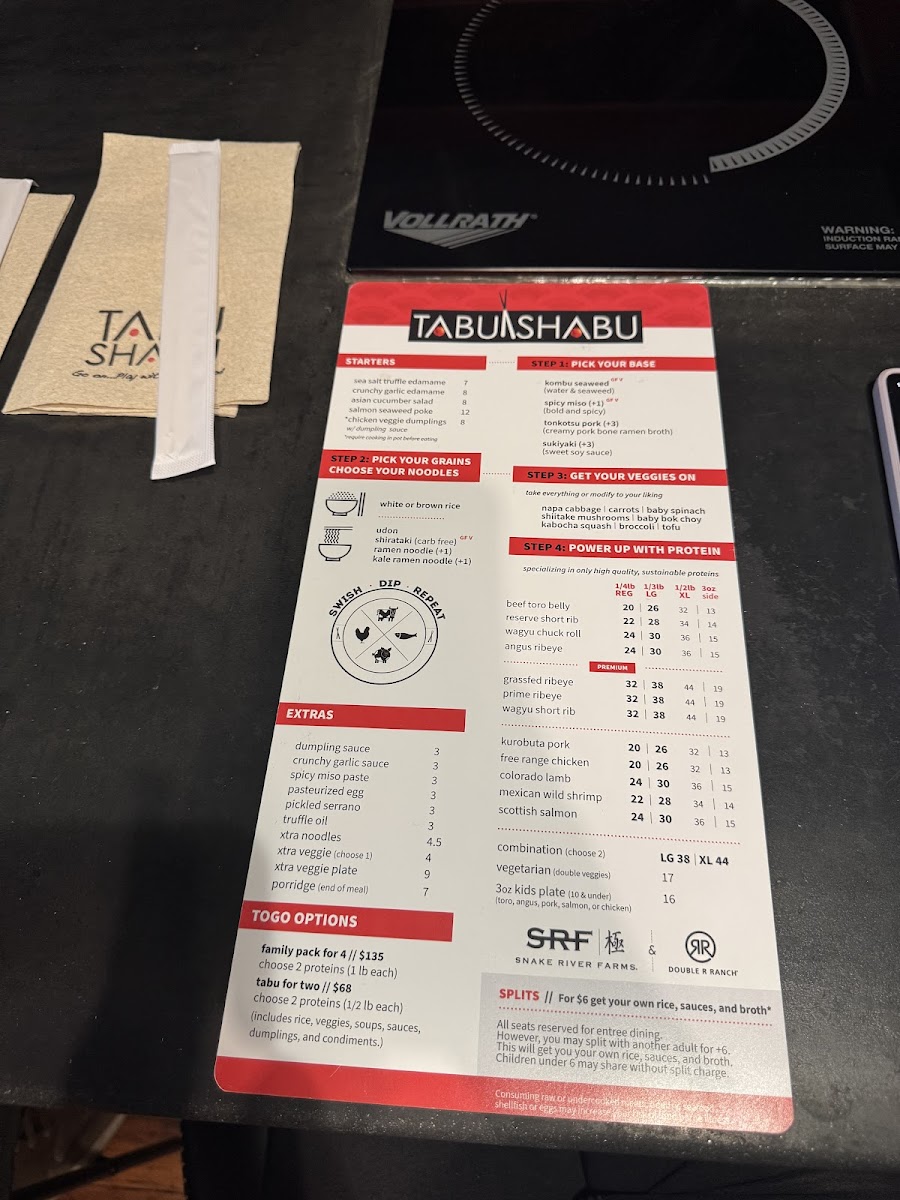 VOLLRATH®
WARNING:
SURFACE MAY
TABU
SHA
TABU SHABU
STARTERS
sea salt truffle edamame 7
crunchy garlic edamame 8
asian cucumber salad 8
salmon seaweed poke 12
*chicken veggie dumplings 8
w/ dumpling sauce
*require cooking in pot before eating
STEP 1: PICK YOUR BASE
kombu seaweed GF V
(water & seaweed)
spicy miso (+1) GF V
(bold and spicy)
tonkotsu pork (+3)
(creamy pork bone ramen broth)
sukiyaki (+3)
(sweet soy sauce)
STEP 2: PICK YOUR GRAINS
CHOOSE YOUR NOODLES
white or brown rice
udon
shirataki (carb free) GF V
ramen noodle (+1)
kale ramen noodle (+1)
STEP 3: GET YOUR VEGGIES ON
take everything or modify to your liking
napa cabbage | carrots | baby spinach
shiitake mushrooms | baby bok choy
kabocha squash | broccoli | tofu
SWISH · DIP · REPEAT
STEP 4: POWER UP WITH PROTEIN
specializing in only high quality, sustainable proteins
1/4lb 1/3lb 1/2lb 3oz
REG LG XL side
beef toro belly 20 | 26 32 | 13
reserve short rib 22 | 28 34 | 14
wagyu chuck roll 24 | 30 36 | 15
angus ribeye 24 | 30 36 | 15
PREMIUM
grassfed ribeye 32 | 38 44 | 19
prime ribeye 32 | 38 44 | 19
wagyu short rib 32 | 38 44 | 19
kurobuta pork 20 | 26 32 | 13
free range chicken 20 | 26 32 | 13
colorado lamb 24 | 30 36 | 15
mexican wild shrimp 22 | 28 34 | 14
scottish salmon 24 | 30 36 | 15
combination (choose 2) LG 38 | XL 44
vegetarian (double veggies) 17
3oz kids plate (10 & under) 16
(toro, angus, pork, salmon, or chicken)
EXTRAS
dumpling sauce 3
crunchy garlic sauce 3
spicy miso paste 3
pasteurized egg 3
pickled serrano 3
truffle oil 3
xtra noodles 4.5
xtra veggie (choose 1) 4
xtra veggie plate 9
porridge (end of meal) 7
TOGO OPTIONS
family pack for 4 // $135
choose 2 proteins (1 lb each)
tabu for two // $68
choose 2 proteins (1/2 lb each)
(includes rice, veggies, soups, sauces,
dumplings, and condiments.)
SRF | 極 & RR
SNAKE RIVER FARMS. DOUBLE R RANCH
SPLITS // For $6 get your own rice, sauces, and broth*
All seats reserved for entree dining.
However, you may split with another adult for +6.
This will get you your own rice, sauces, and broth.
Children under 6 may share without split charge.
Consuming raw or undercooked
shellfish or eggs may increase